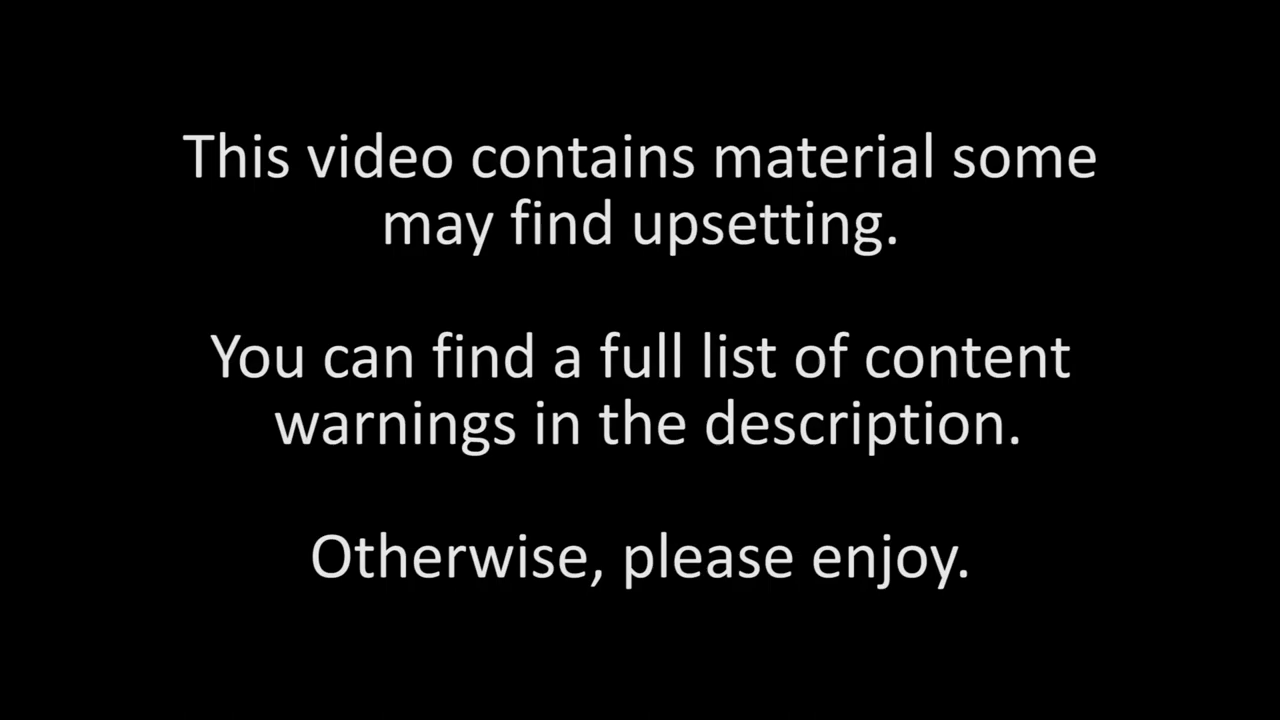 This video contains material some
may find upsetting.
You can find a full list of content
warnings in the description.
Otherwise, please enjoy.